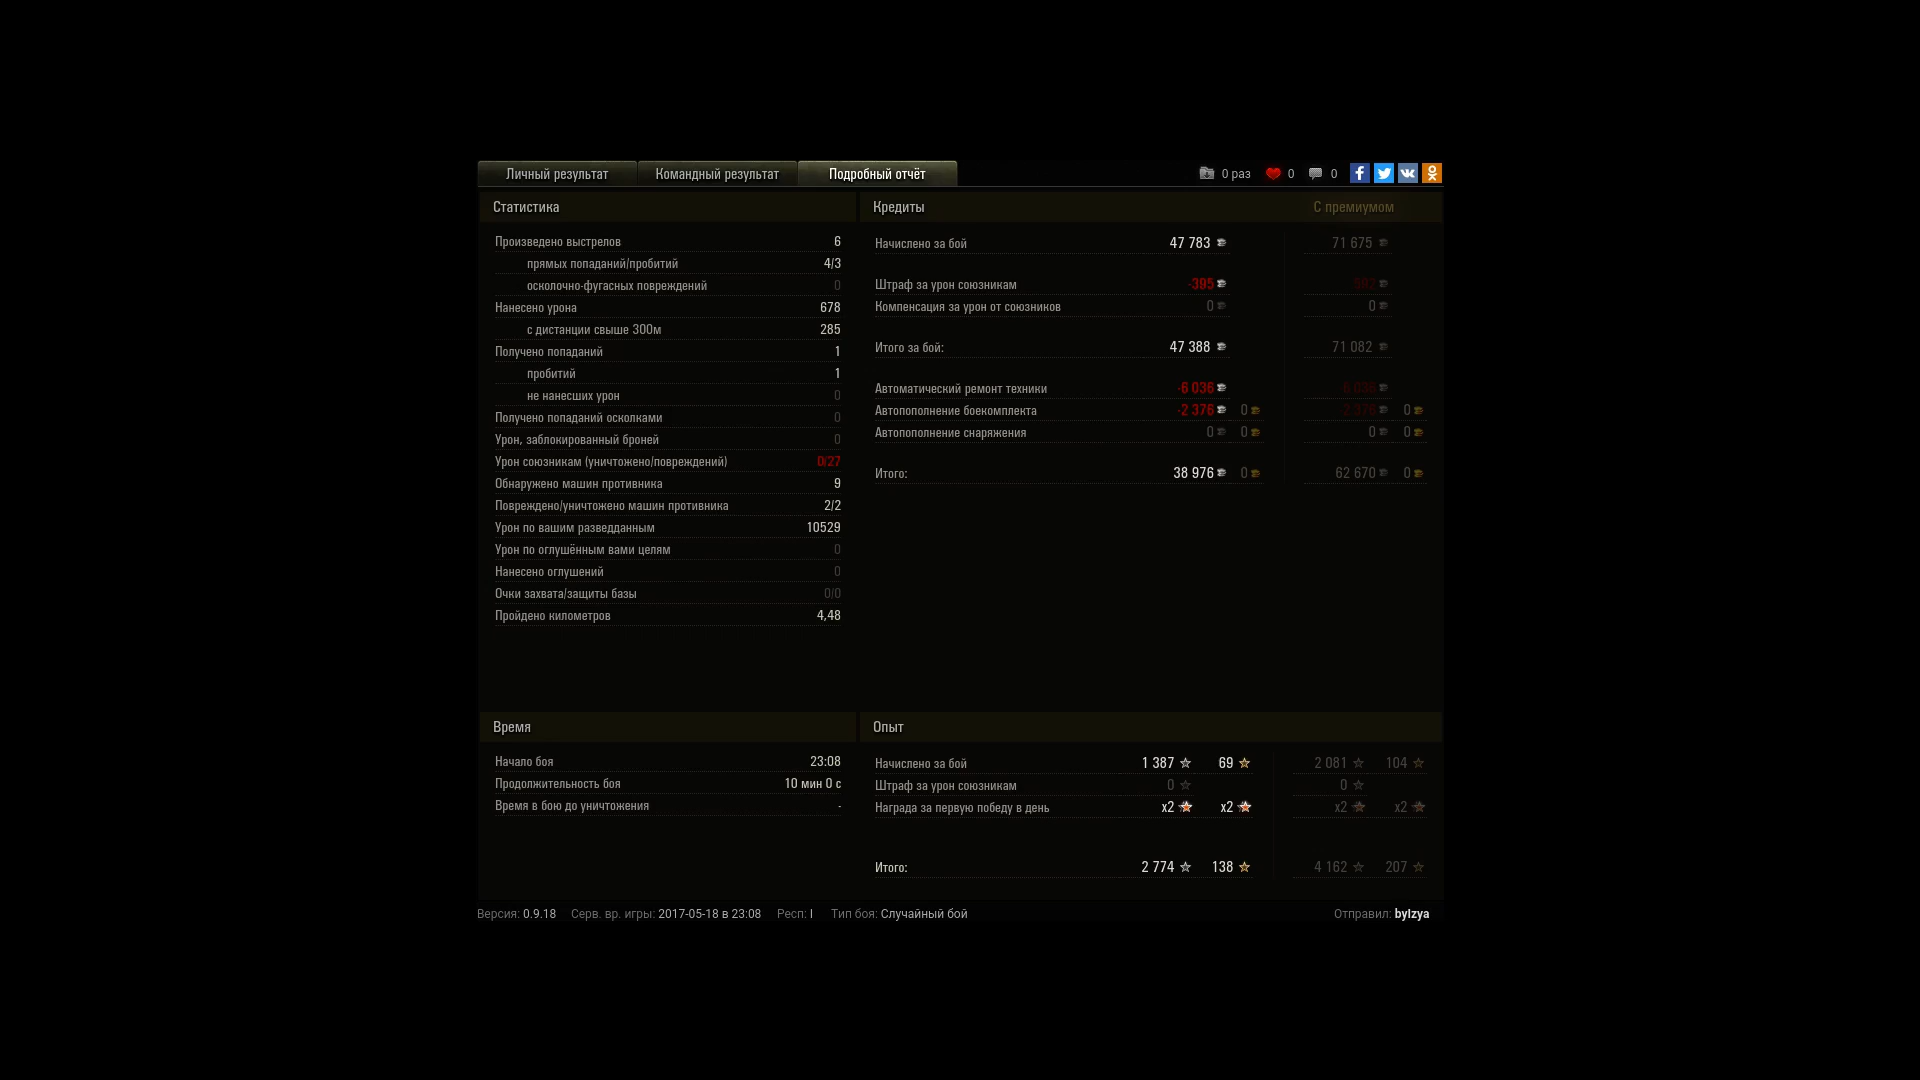 Личный результат Командный результат Подробный отчёт 0 раз 0 0
Статистика
Произведено выстрелов 6
прямых попаданий/пробитий 4/3
осколочно-фугасных повреждений 0
Нанесено урона 678
с дистанции свыше 300м 285
Получено попаданий 1
пробитий 1
не нанесших урон 0
Получено попаданий осколками 0
Урон, заблокированный броней 0
Урон союзникам (уничтожено/повреждений) 0/27
Обнаружено машин противника 9
Повреждено/уничтожено машин противника 2/2
Урон по вашим разведданным 10529
Урон по оглушённым вами целям 0
Нанесено оглушений 0
Очки захвата/защиты базы 0/0
Пройдено километров 4,48
Кредиты С премиумом
Начислено за бой 47 783 71 675
Штраф за урон союзникам -395
Компенсация за урон от союзников 0 0
Итого за бой: 47 388 71 082
Автоматический ремонт техники -6 036 6 036
Автопополнение боекомплекта -2 376 0 2 376 0
Автопополнение снаряжения 0 0 0 0
Итого: 38 976 0 62 670 0
Время
Начало боя 23:08
Продолжительность боя 10 мин 0 с
Время в бою до уничтожения -
Опыт
Начислено за бой 1 387 69 2 081 104
Штраф за урон союзникам 0 0
Награда за первую победу в день x2 x2 x2 x2
Итого: 2 774 138 4 162 207
Версия: 0.9.18 Серв. вр. игры: 2017-05-18 в 23:08 Респ: I Тип боя: Случайный бой Отправил: byIzya